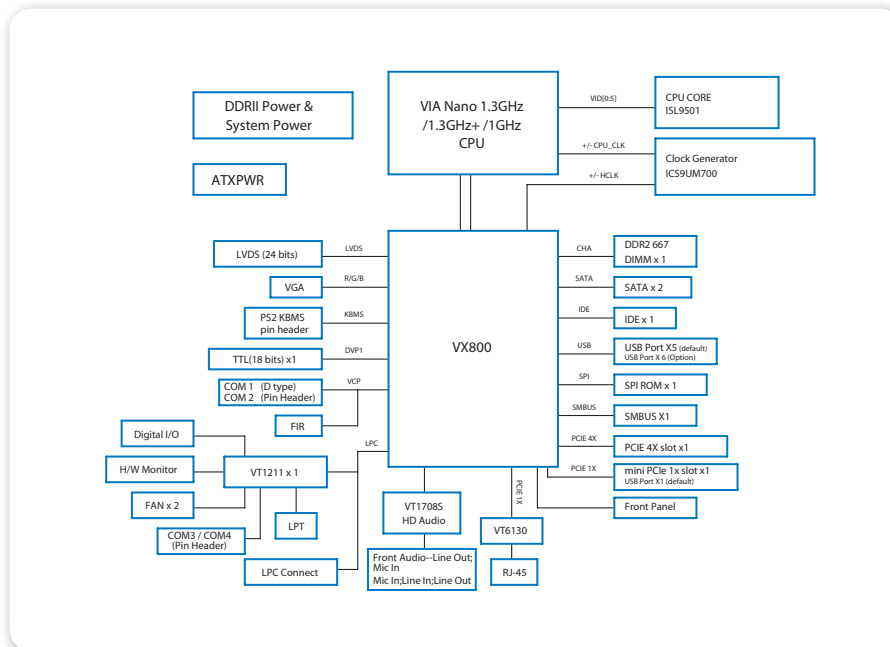 DDRII Power &
System Power
ATXPWR
VIA Nano 1.3GHz
/1.3GHz+ /1GHz
CPU
VID[0:5]
CPU CORE
ISL9501
+/- CPU_CLK
Clock Generator
ICS9UM700
+/- HCLK
LVDS (24 bits)
LVDS
VGA
R/G/B
PS2 KBMS
pin header
KBMS
TTL(18 bits) x1
DVP1
COM 1 (D type)
COM 2 (Pin Header)
VCP
FIR
LPC
Digital I/O
H/W Monitor
VT1211 x 1
FAN x 2
LPT
COM3 / COM4
(Pin Header)
LPC Connect
VX800
CHA
DDR2 667
DIMM x 1
SATA
SATA x 2
IDE
IDE x 1
USB
USB Port X5 (default)
USB Port X 6 (Option)
SPI
SPI ROM x 1
SMBUS
SMBUS X1
PCIE 4X
PCIE 4X slot x1
PCIE 1X
mini PCIe 1x slot x1
USB Port X1 (default)
Front Panel
VT1708S
HD Audio
Front Audio--Line Out;
Mic In
Mic In;Line In;Line Out
PCIE 1X
VT6130
RJ-45